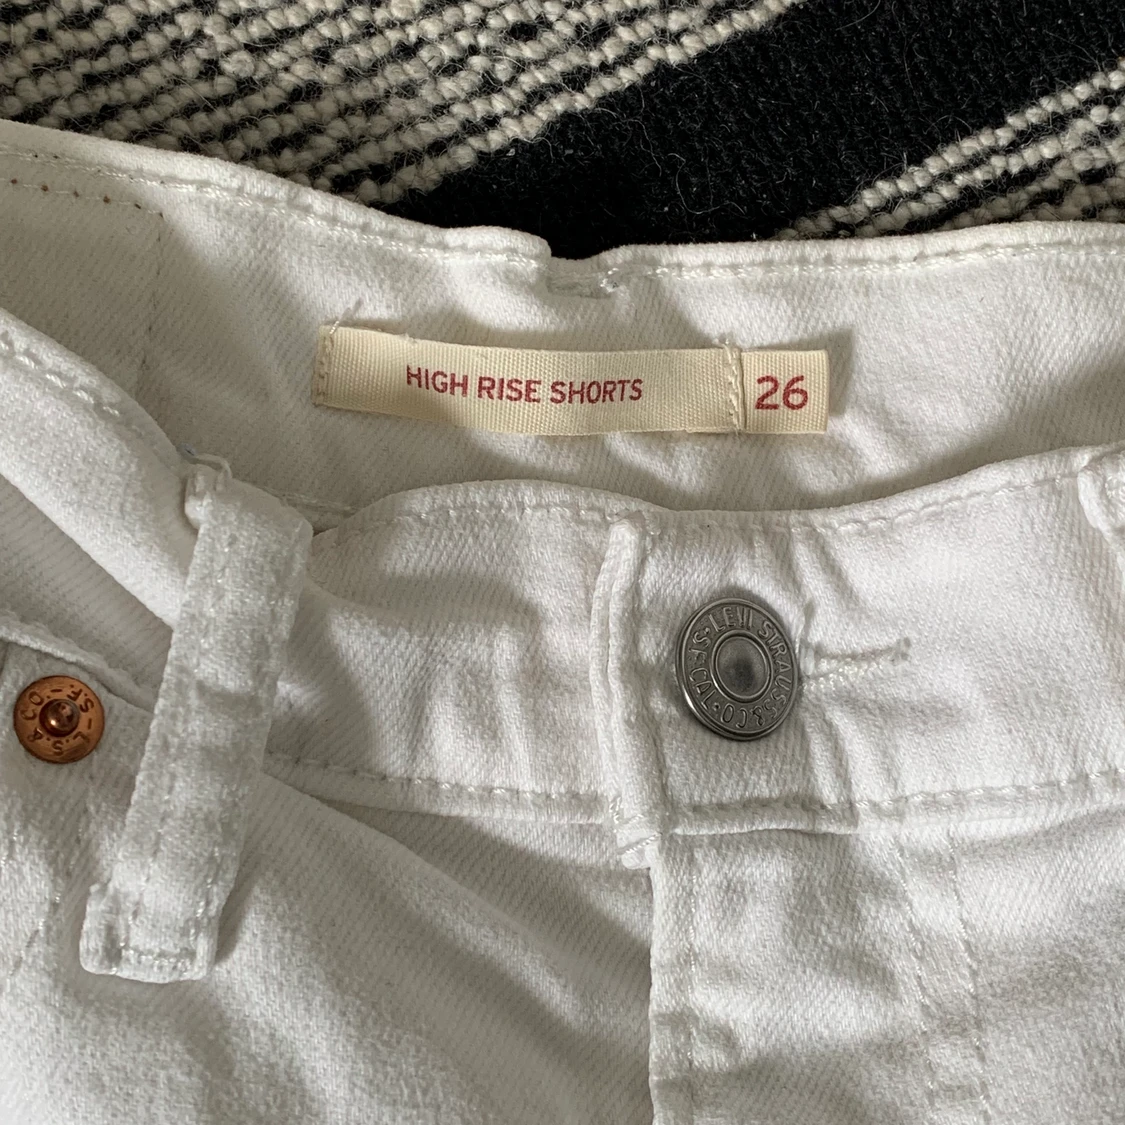 HIGH RISE SHORTS 26
LEVI STRAUSS & CO. S.F. CAL
L.S. & CO. - S.F. -